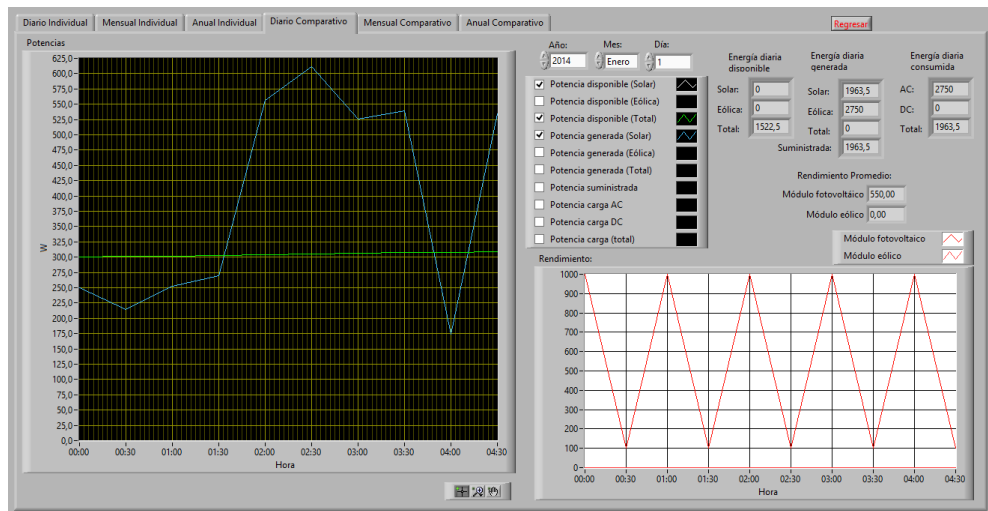 Diario Individual Mensual Individual Anual Individual Diario Comparativo Mensual Comparativo Anual Comparativo Regresar
Potencias
W
625,0
600,0
575,0
550,0
525,0
500,0
475,0
450,0
425,0
400,0
375,0
350,0
325,0
300,0
275,0
250,0
225,0
200,0
175,0
150,0
125,0
100,0
75,0
50,0
25,0
0,0
00:00 00:30 01:00 01:30 02:00 02:30 03:00 03:30 04:00 04:30
Hora
Año: Mes: Día:
2014 Enero 1
Potencia disponible (Solar)
Potencia disponible (Eólica)
Potencia disponible (Total)
Potencia generada (Solar)
Potencia generada (Eólica)
Potencia generada (Total)
Potencia suministrada
Potencia carga AC
Potencia carga DC
Potencia carga (total)
Energía diaria
disponible
Solar: 0
Eólica: 0
Total: 1522,5
Energía diaria
generada
Solar: 1963,5
Eólica: 2750
Total: 0
Suministrada: 1963,5
Energía diaria
consumida
AC: 2750
DC: 0
Total: 1963,5
Rendimiento Promedio:
Módulo fotovoltáico 550,00
Módulo eólico 0,00
Módulo fotovoltaico
Módulo eólico
Rendimiento:
1000
900
800
700
600
500
400
300
200
100
0
00:00 00:30 01:00 01:30 02:00 02:30 03:00 03:30 04:00 04:30
Hora